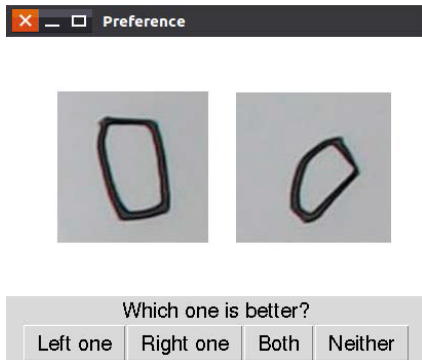 Preference
Which one is better?
Left one
Right one
Both
Neither